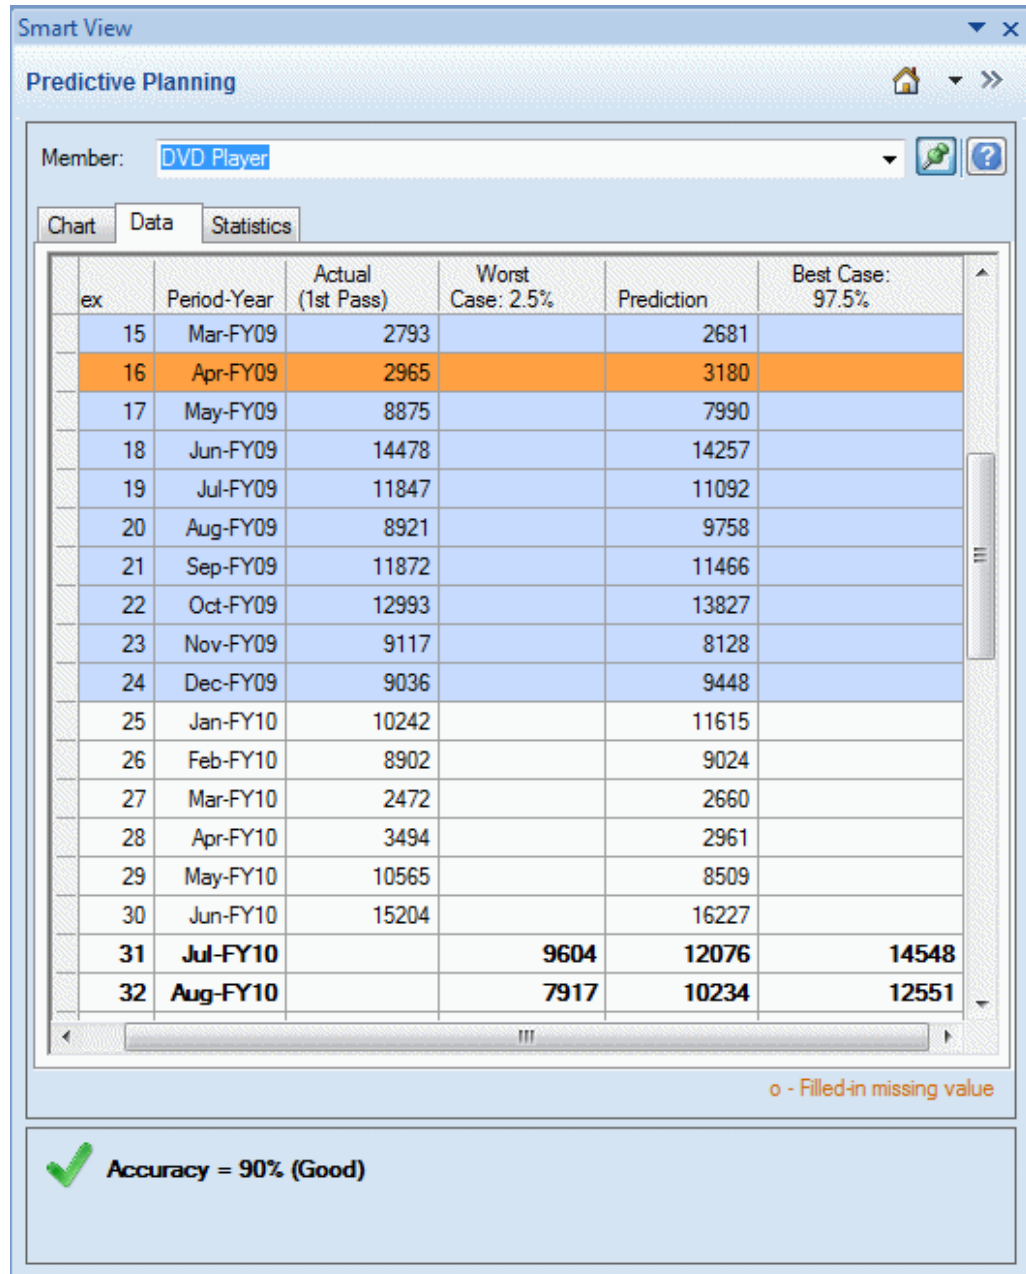 Smart View
Predictive Planning
Member: DVD Player
Chart Data Statistics
ex Period-Year Actual (1st Pass) Worst Case: 2.5% Prediction Best Case: 97.5%
15 Mar-FY09 2793 2681
16 Apr-FY09 2965 3180
17 May-FY09 8875 7990
18 Jun-FY09 14478 14257
19 Jul-FY09 11847 11092
20 Aug-FY09 8921 9758
21 Sep-FY09 11872 11466
22 Oct-FY09 12993 13827
23 Nov-FY09 9117 8128
24 Dec-FY09 9036 9448
25 Jan-FY10 10242 11615
26 Feb-FY10 8902 9024
27 Mar-FY10 2472 2660
28 Apr-FY10 3494 2961
29 May-FY10 10565 8509
30 Jun-FY10 15204 16227
31 Jul-FY10 9604 12076 14548
32 Aug-FY10 7917 10234 12551
o - Filled-in missing value
Accuracy = 90% (Good)